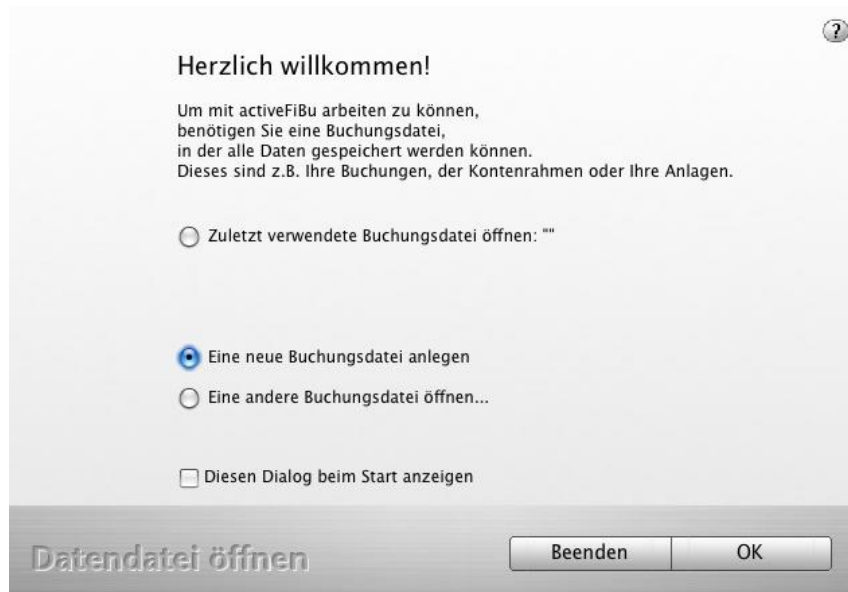 ?
Herzlich willkommen!
Um mit activeFiBu arbeiten zu können,
benötigen Sie eine Buchungsdatei,
in der alle Daten gespeichert werden können.
Dieses sind z.B. Ihre Buchungen, der Kontenrahmen oder Ihre Anlagen.
Zuletzt verwendete Buchungsdatei öffnen: ""
Eine neue Buchungsdatei anlegen
Eine andere Buchungsdatei öffnen...
Diesen Dialog beim Start anzeigen
Datendatei öffnen
Beenden
OK